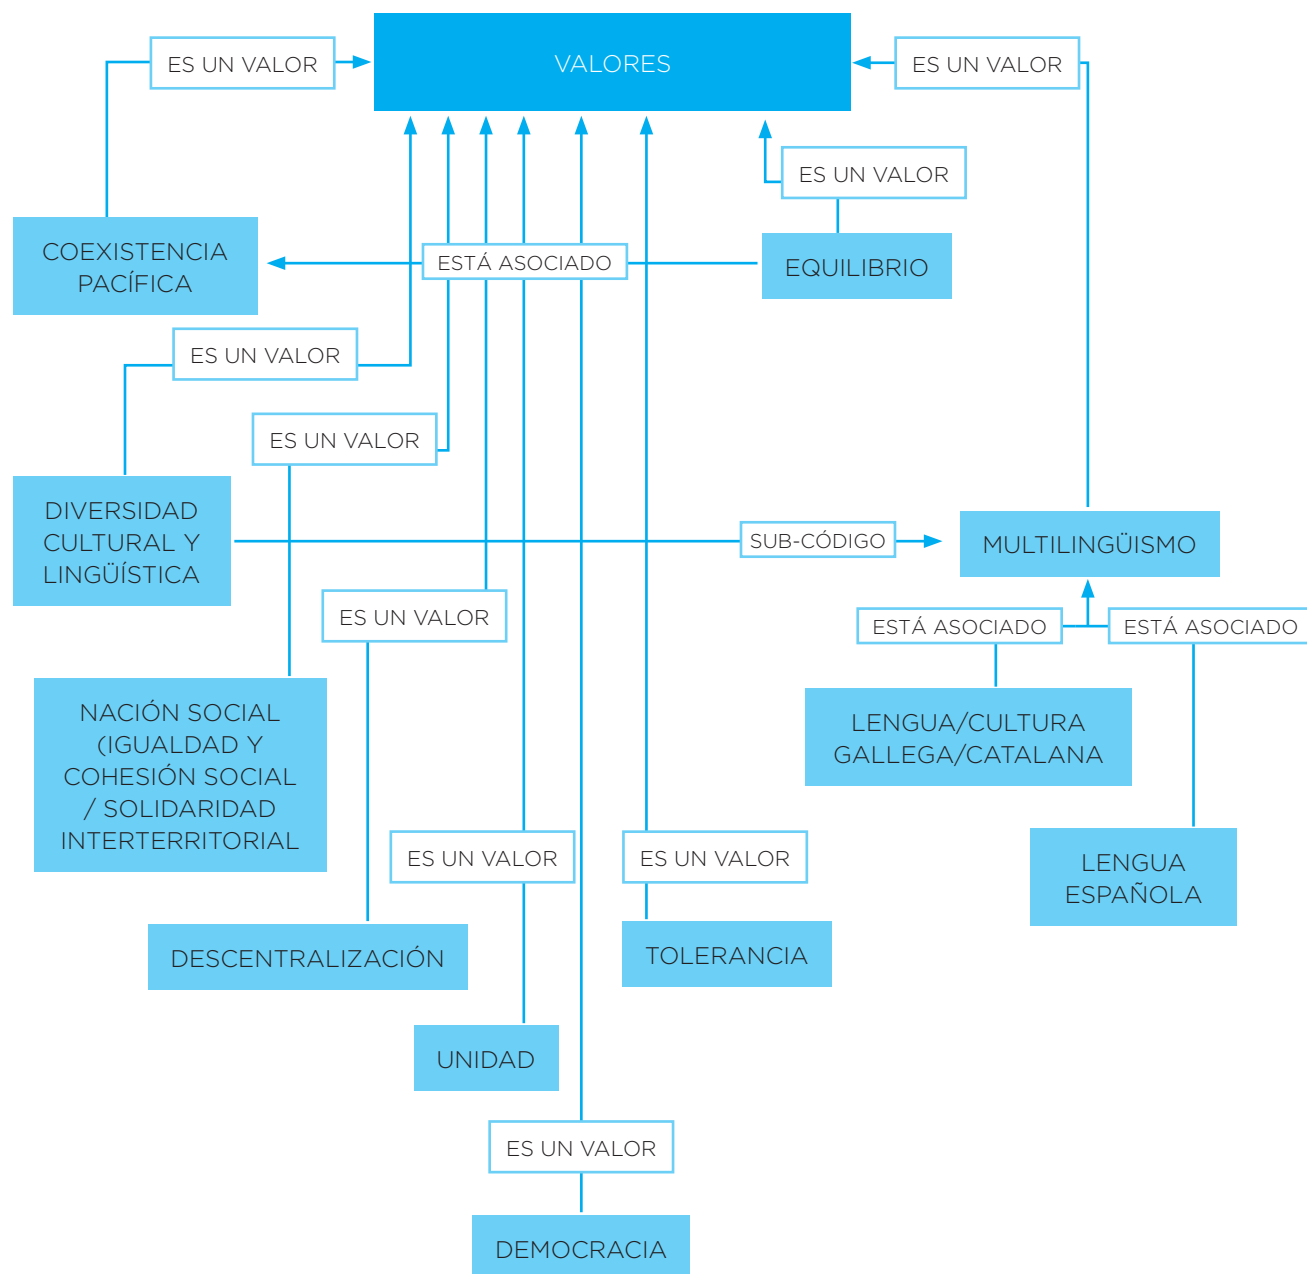 ES UN VALOR
VALORES
ES UN VALOR
ES UN VALOR
COEXISTENCIA
PACÍFICA
ESTÁ ASOCIADO
EQUILIBRIO
ES UN VALOR
ES UN VALOR
DIVERSIDAD
CULTURAL Y
LINGÜÍSTICA
SUB-CÓDIGO
MULTILINGÜISMO
ES UN VALOR
ESTÁ ASOCIADO
ESTÁ ASOCIADO
NACIÓN SOCIAL
(IGUALDAD Y
COHESIÓN SOCIAL
/ SOLIDARIDAD
INTERTERRITORIAL
LENGUA/CULTURA
GALLEGA/CATALANA
ES UN VALOR
ES UN VALOR
LENGUA
ESPAÑOLA
DESCENTRALIZACIÓN
TOLERANCIA
UNIDAD
ES UN VALOR
DEMOCRACIA